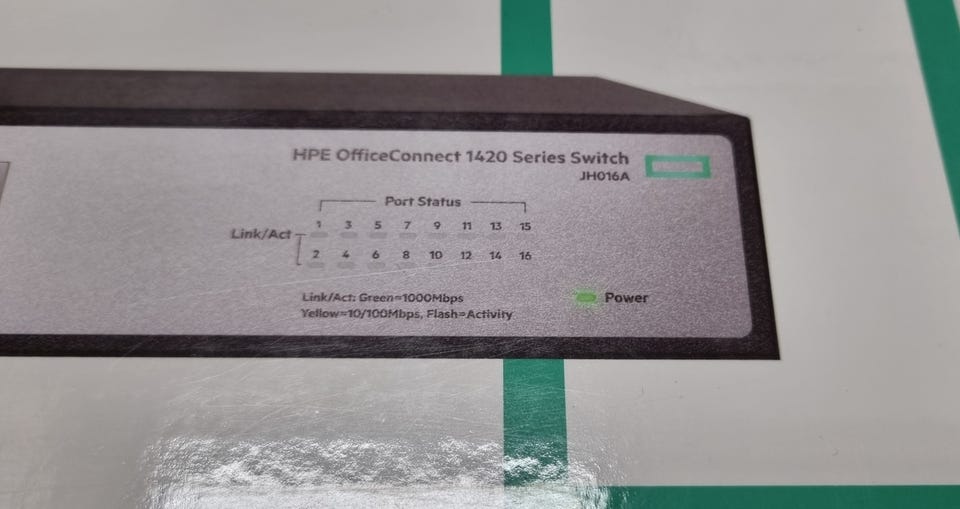 HPE OfficeConnect 1420 Series Switch
JH016A
Port Status
1 3 5 7 9 11 13 15
Link/Act
2 4 6 8 10 12 14 16
Link/Act: Green=1000Mbps
Yellow=10/100Mbps, Flash=Activity
Power